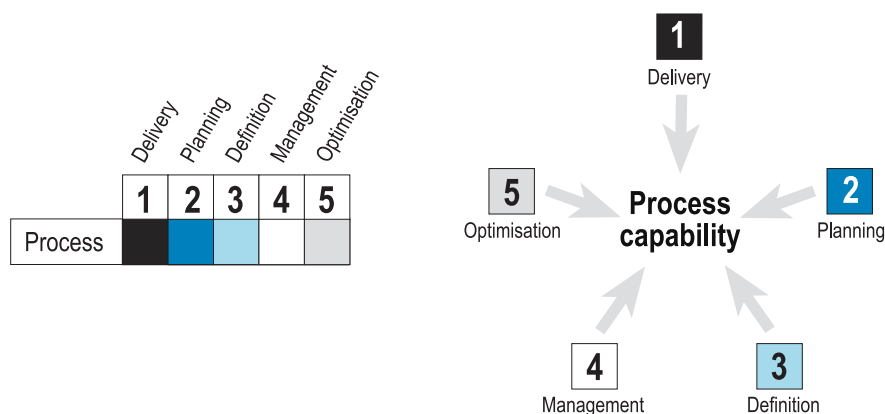 Delivery
Planning
Definition
Management
Optimisation
1 2 3 4 5
Process
1
Delivery
5
Optimisation
Process
capability
2
Planning
4
Management
3
Definition